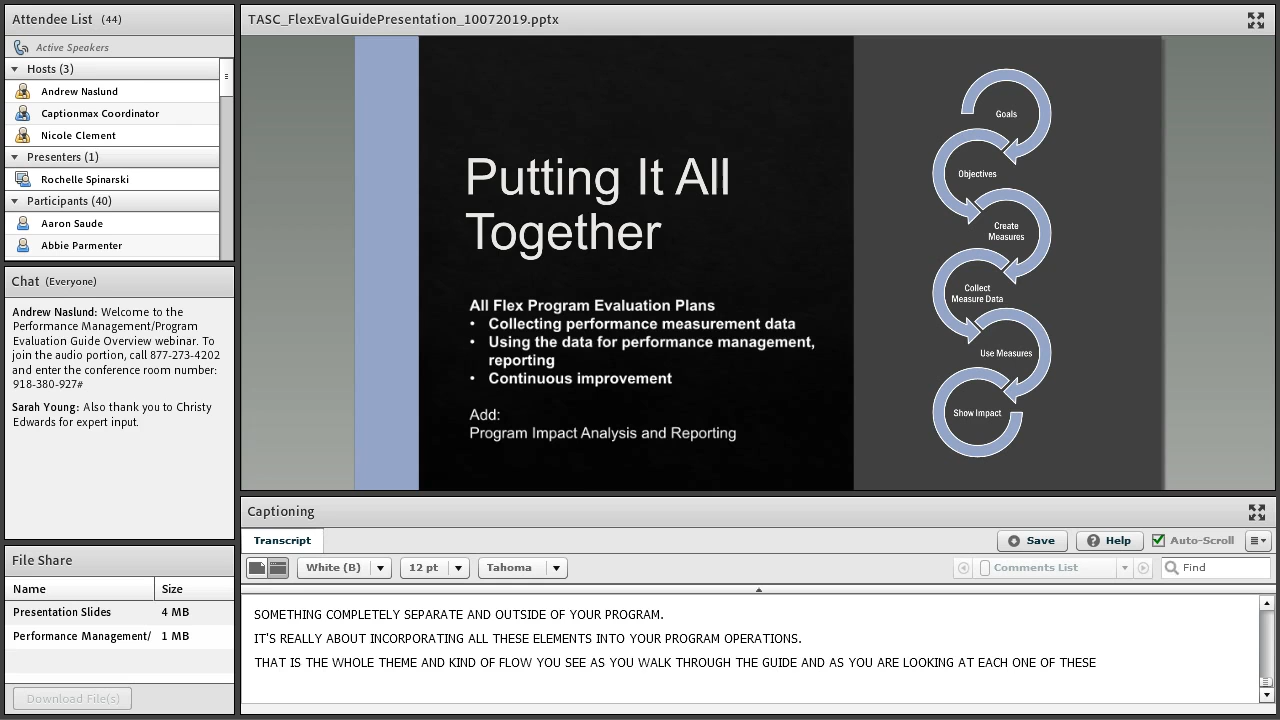 Attendee List (44)
Active Speakers
Hosts (3)
Andrew Naslund
Captionmax Coordinator
Nicole Clement
Presenters (1)
Rochelle Spinarski
Participants (40)
Aaron Saude
Abbie Parmenter
Chat (Everyone)
Andrew Naslund: Welcome to the
Performance Management/Program
Evaluation Guide Overview webinar. To
join the audio portion, call 877-273-4202
and enter the conference room number:
918-380-927#
Sarah Young: Also thank you to Christy
Edwards for expert input.
File Share
Name Size
Presentation Slides 4 MB
Performance Management/ 1 MB
Download File(s)
TASC_FlexEvalGuidePresentation_10072019.pptx
Putting It All
Together
All Flex Program Evaluation Plans
• Collecting performance measurement data
• Using the data for performance management,
reporting
• Continuous improvement
Add:
Program Impact Analysis and Reporting
Goals
Objectives
Create
Measures
Collect
Measure Data
Use Measures
Show Impact
Captioning
Transcript
Save Help Auto-Scroll
White (B) 12 pt Tahoma Comments List Find
SOMETHING COMPLETELY SEPARATE AND OUTSIDE OF YOUR PROGRAM.
IT'S REALLY ABOUT INCORPORATING ALL THESE ELEMENTS INTO YOUR PROGRAM OPERATIONS.
THAT IS THE WHOLE THEME AND KIND OF FLOW YOU SEE AS YOU WALK THROUGH THE GUIDE AND AS YOU ARE LOOKING AT EACH ONE OF THESE